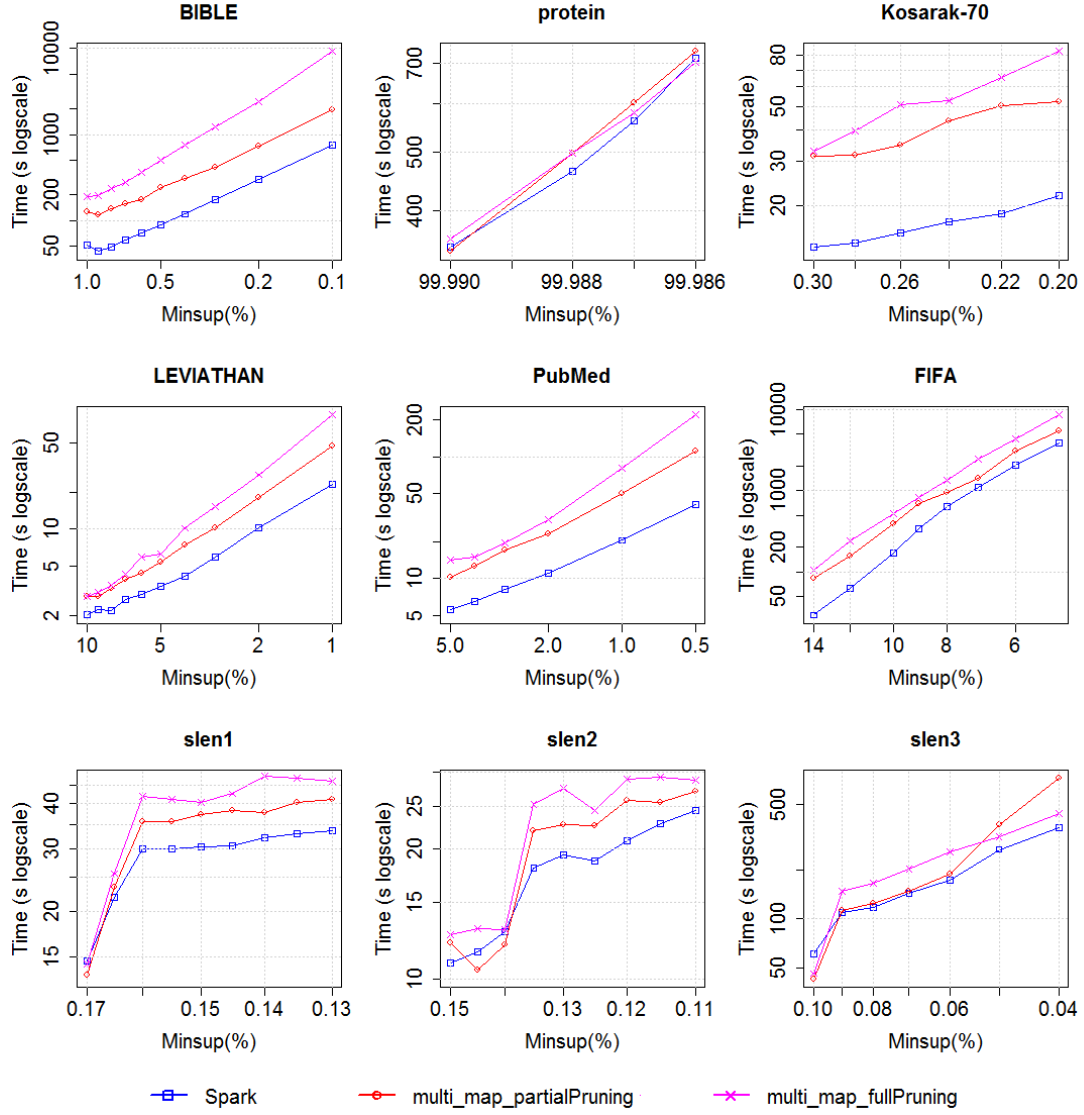 BIBLE
Time (s logscale)
50 200 1000 10000
1.0 0.5 0.2 0.1
Minsup(%)
protein
Time (s logscale)
400 500 700
99.990 99.988 99.986
Minsup(%)
Kosarak-70
Time (s logscale)
20 30 50 80
0.30 0.26 0.22 0.20
Minsup(%)
LEVIATHAN
Time (s logscale)
2 5 10 50
10 5 2 1
Minsup(%)
PubMed
Time (s logscale)
5 10 50 200
5.0 2.0 1.0 0.5
Minsup(%)
FIFA
Time (s logscale)
50 200 1000 10000
14 10 8 6
Minsup(%)
slen1
Time (s logscale)
15 20 30 40
0.17 0.15 0.14 0.13
Minsup(%)
slen2
Time (s logscale)
10 15 20 25
0.15 0.13 0.12 0.11
Minsup(%)
slen3
Time (s logscale)
50 100 500
0.10 0.08 0.06 0.04
Minsup(%)
Spark multi_map_partialPruning multi_map_fullPruning